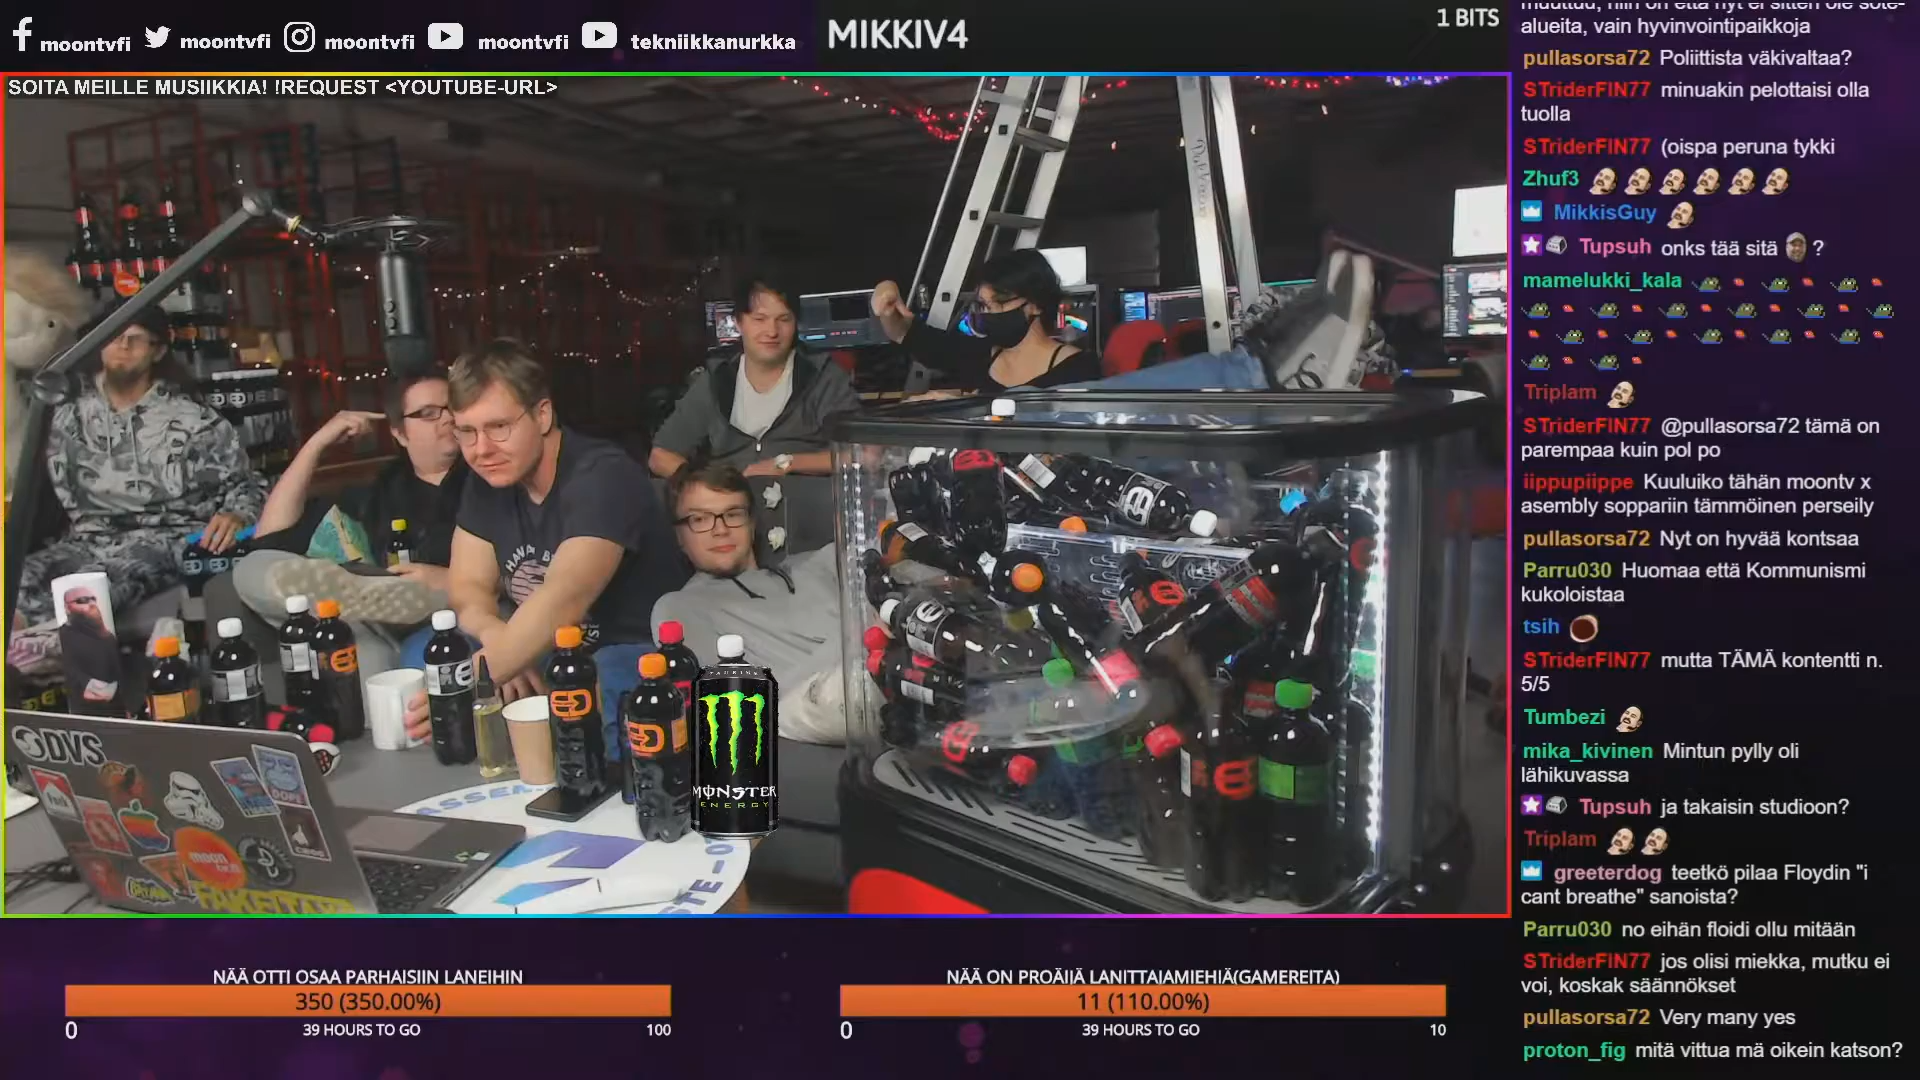 moontvfi moontvfi moontvfi moontvfi tekniikkanurkka
MIKKIV4
1 BITS
SOITA MEILLE MUSIIKKIA! !REQUEST <YOUTUBE-URL>
alueita, vain hyvinvointipaikkoja
pullasorsa72 Poliittista väkivaltaa?
STriderFIN77 minuakin pelottaisi olla
tuolla
STriderFIN77 (oispa peruna tykki
Zhuf3
MikkisGuy
Tupsuh onks tää sitä ?
mamelukki_kala
Triplam
STriderFIN77 @pullasorsa72 tämä on
parempaa kuin pol po
iippupiippe Kuuluiko tähän moontv x
asembly soppariin tämmöinen perseily
pullasorsa72 Nyt on hyvää kontsaa
Parru030 Huomaa että Kommunismi
kukoloistaa
tsih
STriderFIN77 mutta TÄMÄ kontentti n.
5/5
Tumbezi
mika_kivinen Mintun pylly oli
lähikuvassa
Tupsuh ja takaisin studioon?
Triplam
greeterdog teetkö pilaa Floydin "i
cant breathe" sanoista?
Parru030 no eihän floidi ollu mitään
STriderFIN77 jos olisi miekka, mutku ei
voi, koskak säännökset
pullasorsa72 Very many yes
proton_fig mitä vittua mä oikein katson?
DVS
moon
MONSTER
ENERGY
NÄÄ OTTI OSAA PARHAISIIN LANEIHIN
350 (350.00%)
0 39 HOURS TO GO 100
NÄÄ ON PROÄIJÄ LANITTAJAMIEHIÄ(GAMEREITA)
11 (110.00%)
0 39 HOURS TO GO 10